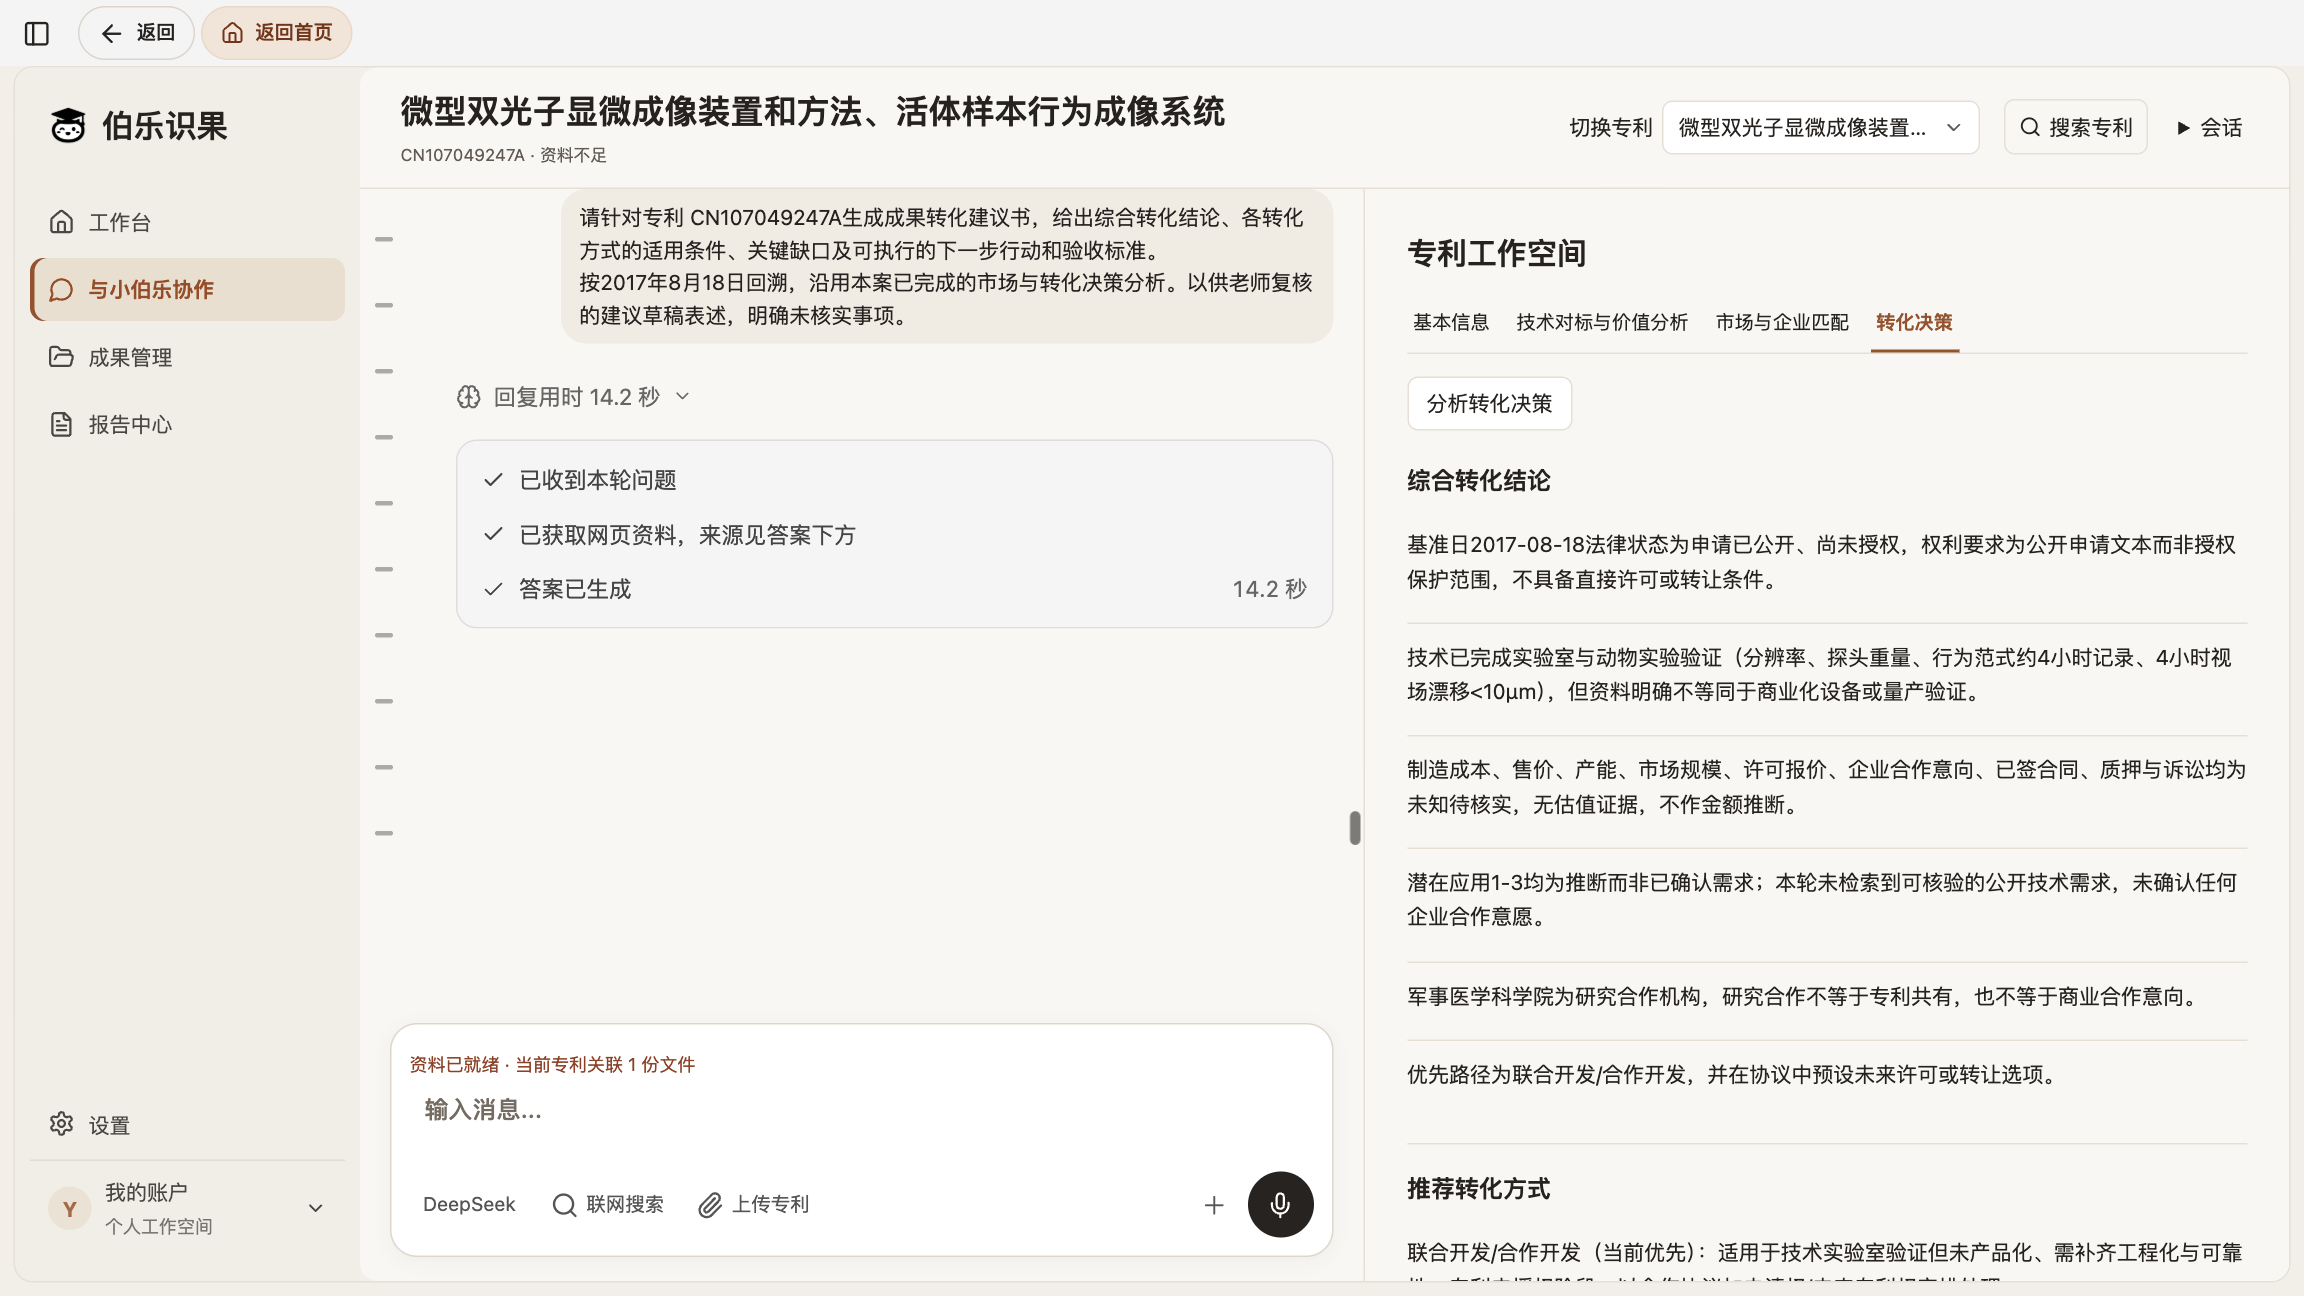 返回
返回首页
伯乐识果
工作台
与小伯乐协作
成果管理
报告中心
设置
Y
我的账户
个人工作空间
微型双光子显微成像装置和方法、活体样本行为成像系统
CN107049247A · 资料不足
切换专利
微型双光子显微成像装置...
搜索专利
会话
请针对专利 CN107049247A生成成果转化建议书，给出综合转化结论、各转化
方式的适用条件、关键缺口及可执行的下一步行动和验收标准。
按2017年8月18日回溯，沿用本案已完成的市场与转化决策分析。以供老师复核
的建议草稿表述，明确未核实事项。
回复用时 14.2 秒
已收到本轮问题
已获取网页资料，来源见答案下方
答案已生成
14.2 秒
资料已就绪 · 当前专利关联 1 份文件
输入消息...
DeepSeek
联网搜索
上传专利
专利工作空间
基本信息
技术对标与价值分析
市场与企业匹配
转化决策
分析转化决策
综合转化结论
基准日2017-08-18法律状态为申请已公开、尚未授权，权利要求为公开申请文本而非授权
保护范围，不具备直接许可或转让条件。
技术已完成实验室与动物实验验证（分辨率、探头重量、行为范式约4小时记录、4小时视
场漂移<10μm），但资料明确不等同于商业化设备或量产验证。
制造成本、售价、产能、市场规模、许可报价、企业合作意向、已签合同、质押与诉讼均为
未知待核实，无估值证据，不作金额推断。
潜在应用1-3均为推断而非已确认需求；本轮未检索到可核验的公开技术需求，未确认任何
企业合作意愿。
军事医学科学院为研究合作机构，研究合作不等于专利共有，也不等于商业合作意向。
优先路径为联合开发/合作开发，并在协议中预设未来许可或转让选项。
推荐转化方式
联合开发/合作开发（当前优先）：适用于技术实验室验证但未产品化、需补齐工程化与可靠